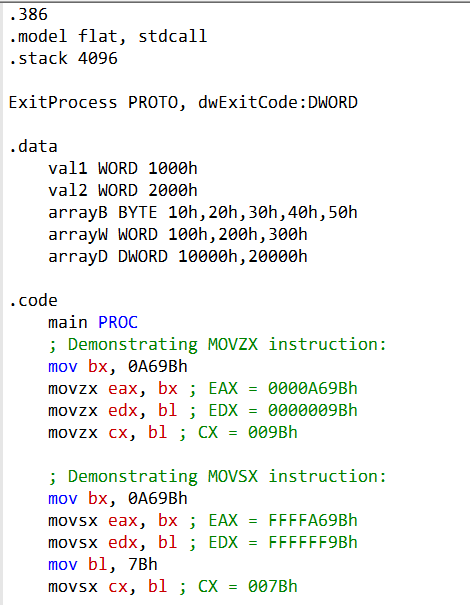 .386
.model flat, stdcall
.stack 4096

ExitProcess PROTO, dwExitCode:DWORD

.data
    val1 WORD 1000h
    val2 WORD 2000h
    arrayB BYTE 10h,20h,30h,40h,50h
    arrayW WORD 100h,200h,300h
    arrayD DWORD 10000h,20000h

.code
    main PROC
    ; Demonstrating MOVZX instruction:
    mov bx, 0A69Bh
    movzx eax, bx ; EAX = 0000A69Bh
    movzx edx, bl ; EDX = 0000009Bh
    movzx cx, bl ; CX = 009Bh

    ; Demonstrating MOVSX instruction:
    mov bx, 0A69Bh
    movsx eax, bx ; EAX = FFFFA69Bh
    movsx edx, bl ; EDX = FFFFFF9Bh
    mov bl, 7Bh
    movsx cx, bl ; CX = 007Bh